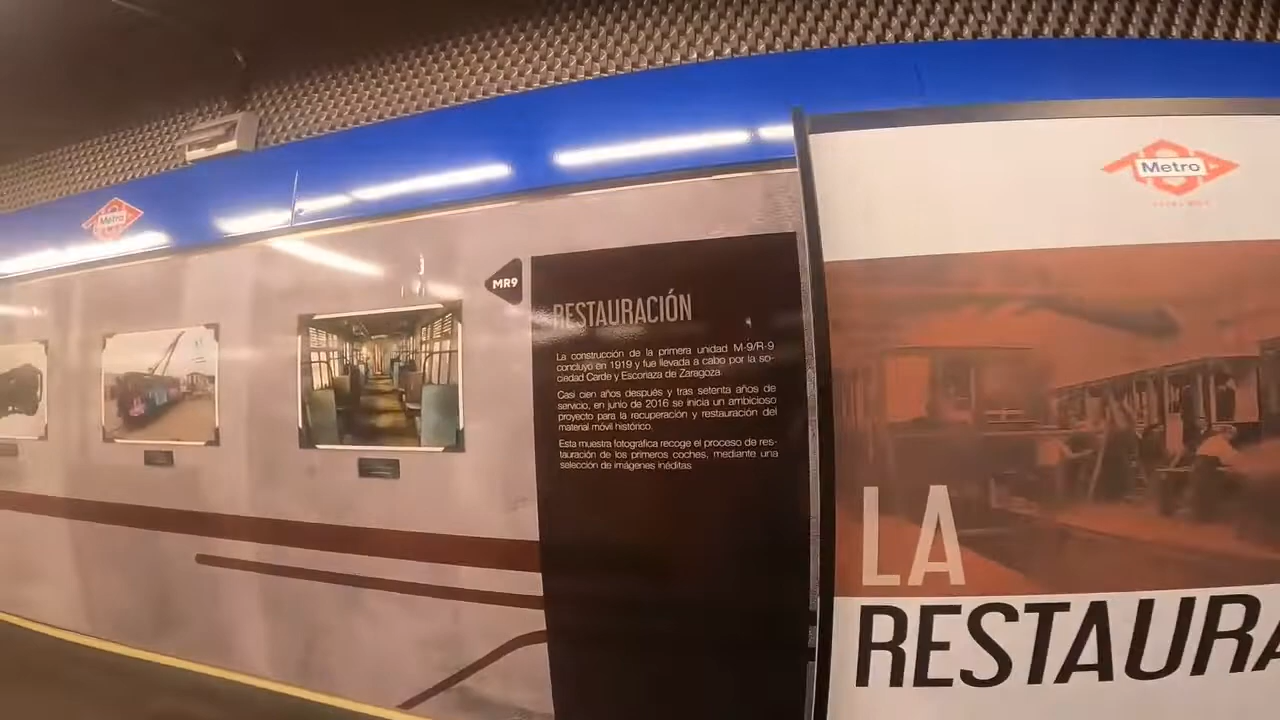 Metro
MR9
RESTAURACIÓN
La construcción de la primera unidad M-9/R-9
concluyó en 1919 y fue llevada a cabo por la so-
ciedad Carde y Escoriaza de Zaragoza.
Casi cien años después y tras setenta años de
servicio, en junio de 2016 se inicia un ambicioso
proyecto para la recuperación y restauración del
material móvil histórico.
Esta muestra fotográfica recoge el proceso de res-
tauración de los primeros coches, mediante una
selección de imágenes inéditas
Metro
LA
RESTAURA